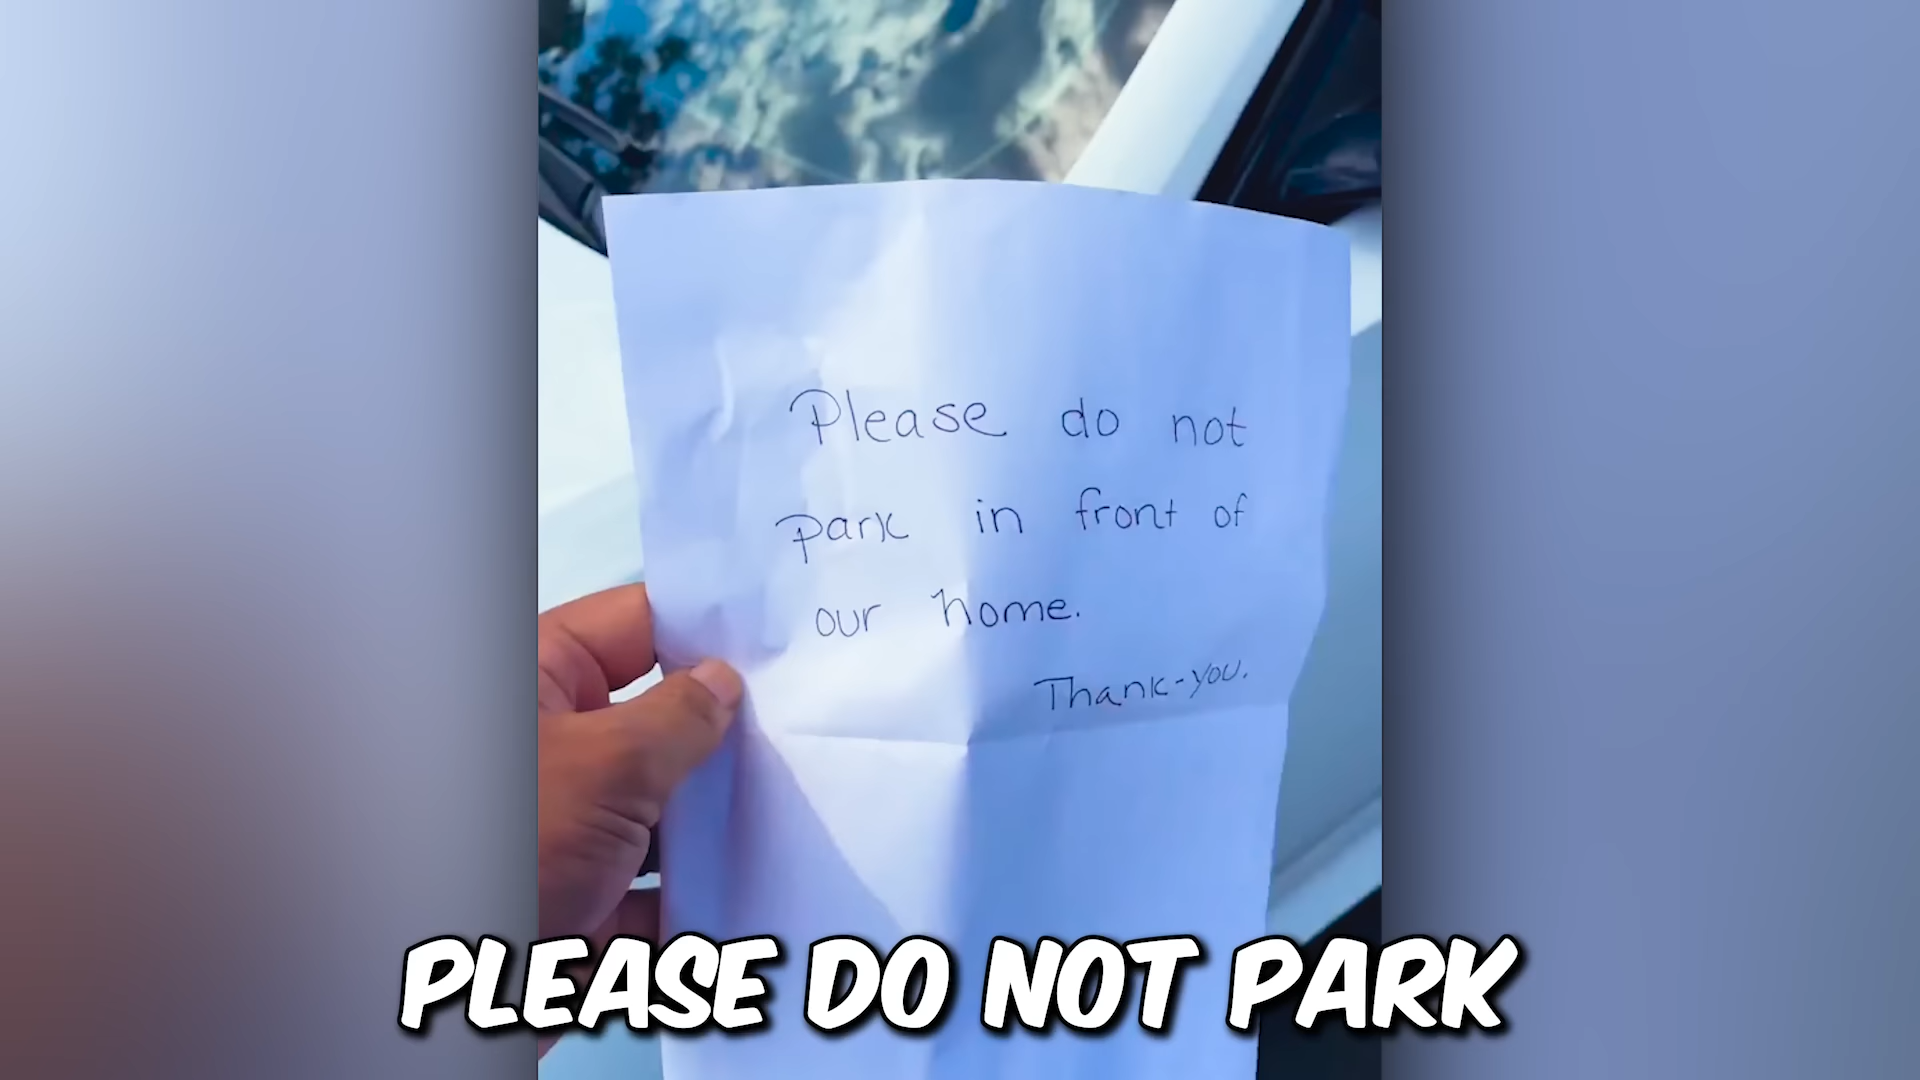 Please do not
park in front of
our home.
Thank-you.
PLEASE DO NOT PARK